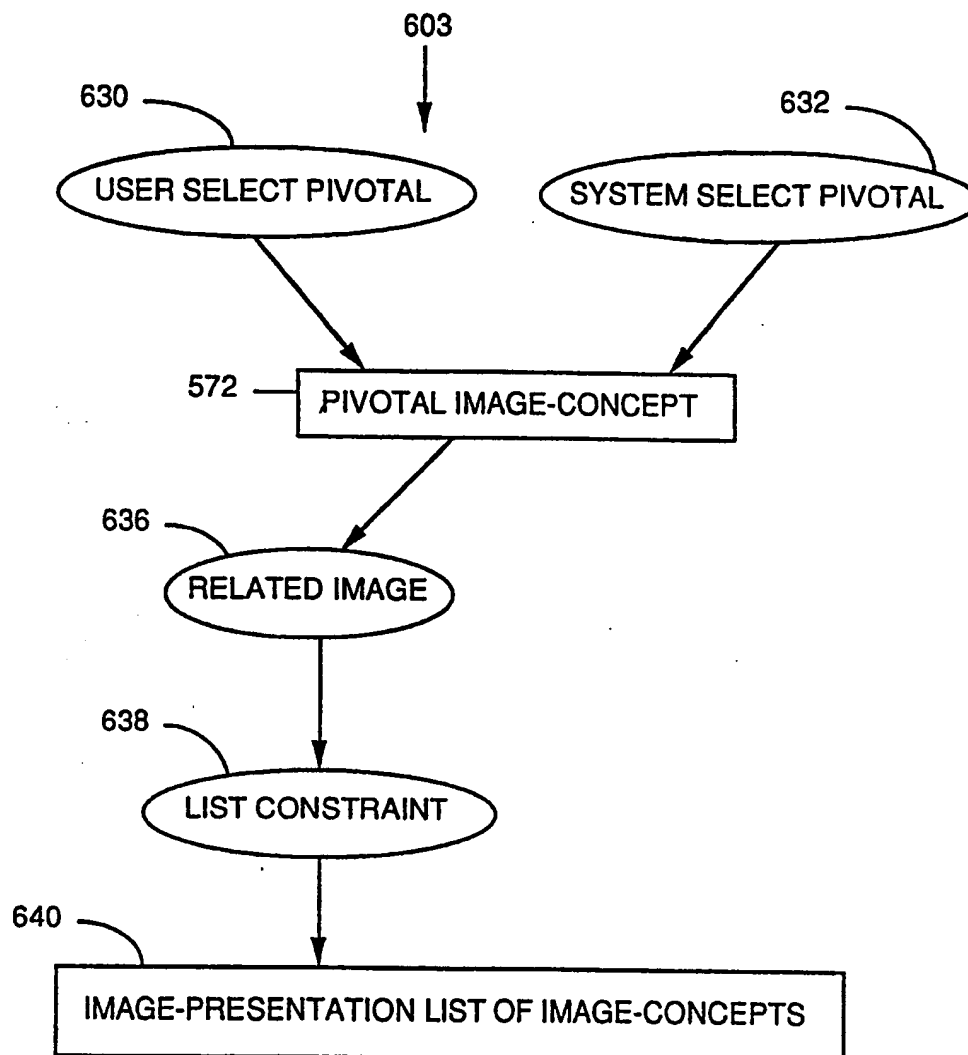 603
630
632
USER SELECT PIVOTAL
SYSTEM SELECT PIVOTAL
572
PIVOTAL IMAGE-CONCEPT
636
RELATED IMAGE
638
LIST CONSTRAINT
640
IMAGE-PRESENTATION LIST OF IMAGE-CONCEPTS